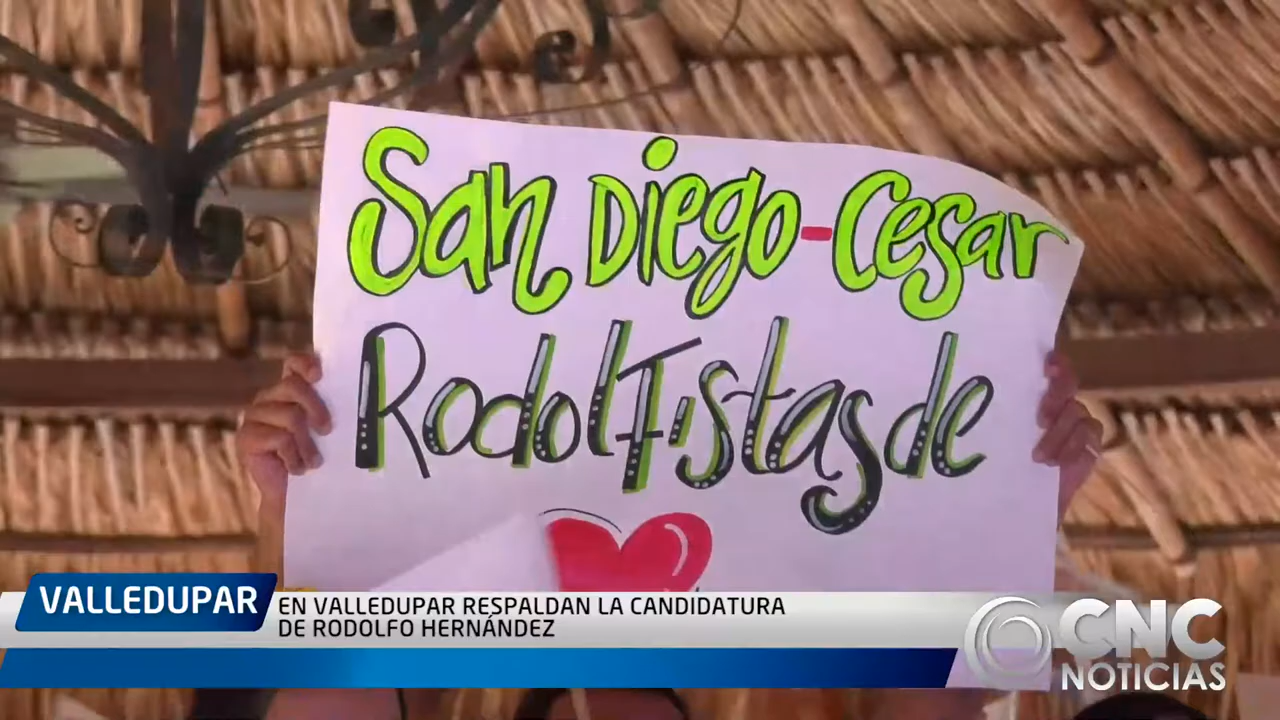 San Diego-Cesar
Rodolfistas de
VALLEDUPAR
EN VALLEDUPAR RESPALDAN LA CANDIDATURA
DE RODOLFO HERNÁNDEZ
CNC
NOTICIAS